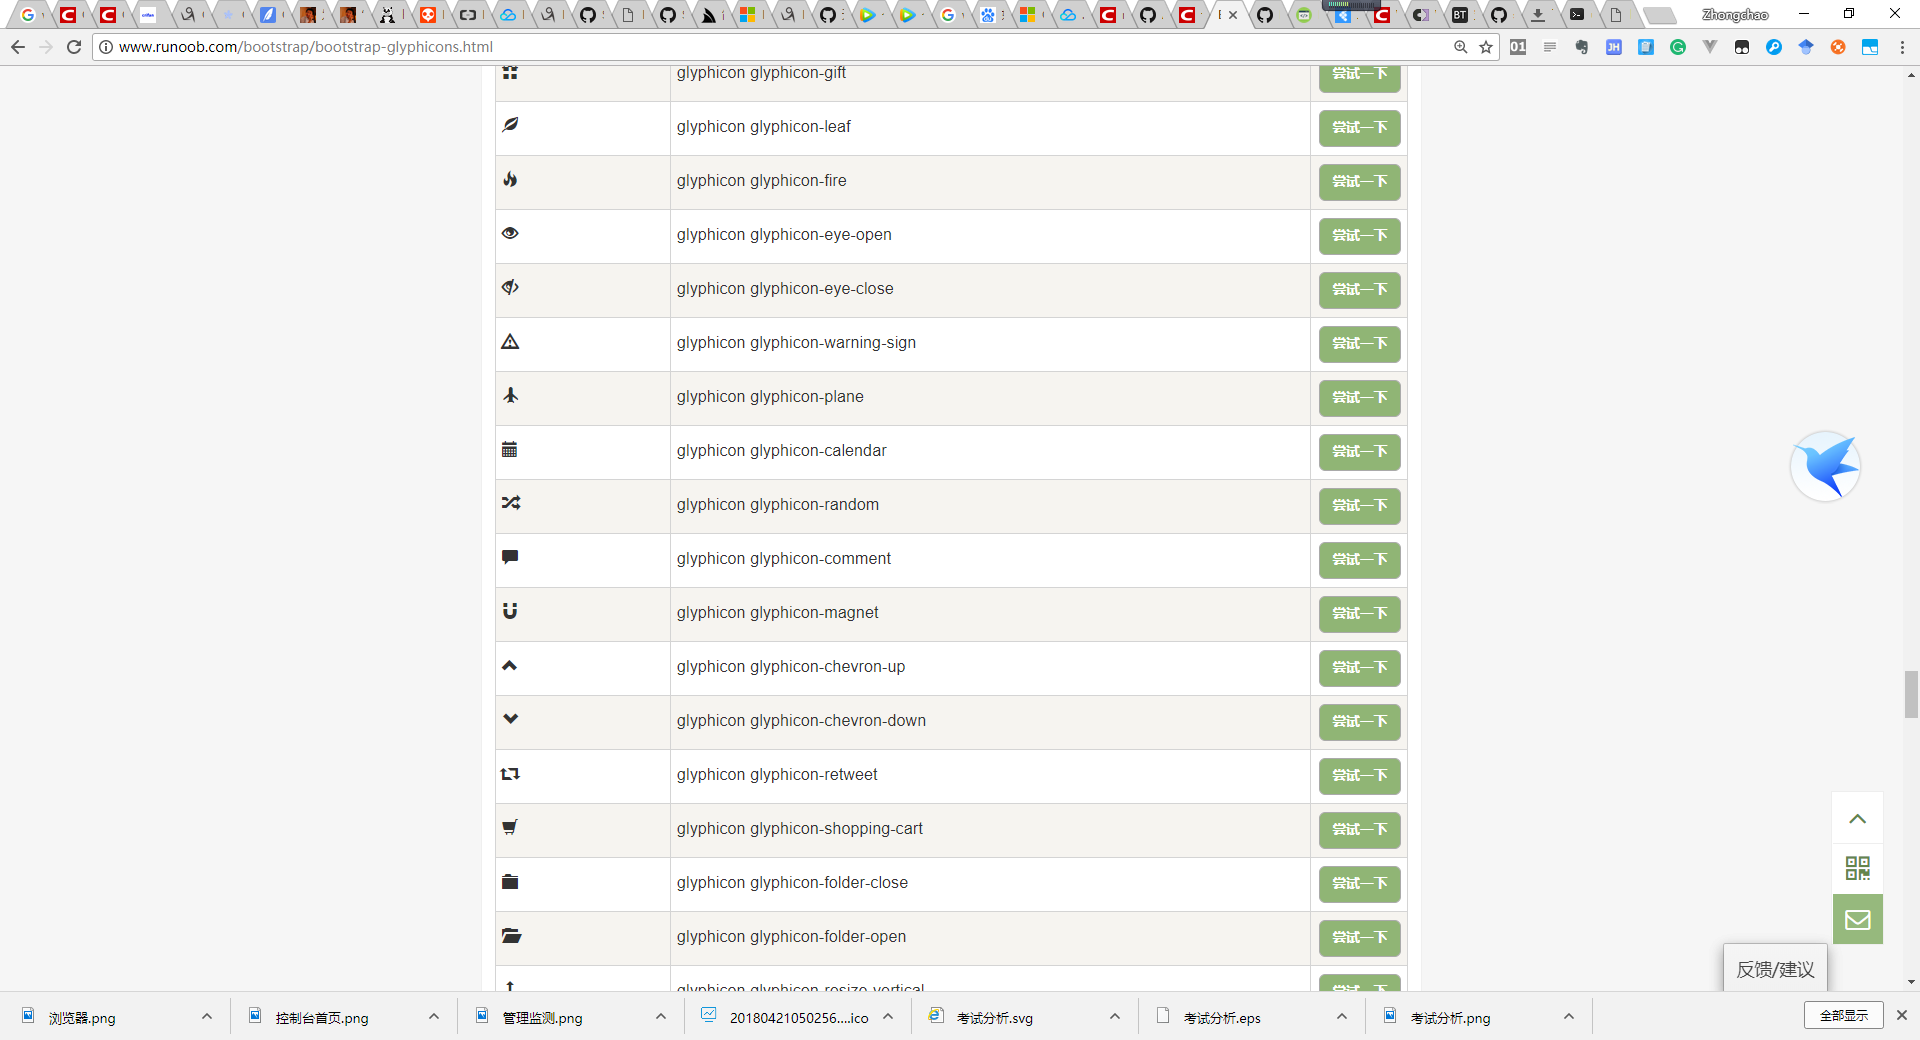 Zhongchao
www.runoob.com/bootstrap/bootstrap-glyphicons.html
glyphicon glyphicon-gift
尝试一下
glyphicon glyphicon-leaf
尝试一下
glyphicon glyphicon-fire
尝试一下
glyphicon glyphicon-eye-open
尝试一下
glyphicon glyphicon-eye-close
尝试一下
glyphicon glyphicon-warning-sign
尝试一下
glyphicon glyphicon-plane
尝试一下
glyphicon glyphicon-calendar
尝试一下
glyphicon glyphicon-random
尝试一下
glyphicon glyphicon-comment
尝试一下
glyphicon glyphicon-magnet
尝试一下
glyphicon glyphicon-chevron-up
尝试一下
glyphicon glyphicon-chevron-down
尝试一下
glyphicon glyphicon-retweet
尝试一下
glyphicon glyphicon-shopping-cart
尝试一下
glyphicon glyphicon-folder-close
尝试一下
glyphicon glyphicon-folder-open
尝试一下
glyphicon glyphicon-resize-vertical
尝试一下
反馈/建议
浏览器.png
控制台首页.png
管理监测.png
20180421050256....ico
考试分析.svg
考试分析.eps
考试分析.png
全部显示